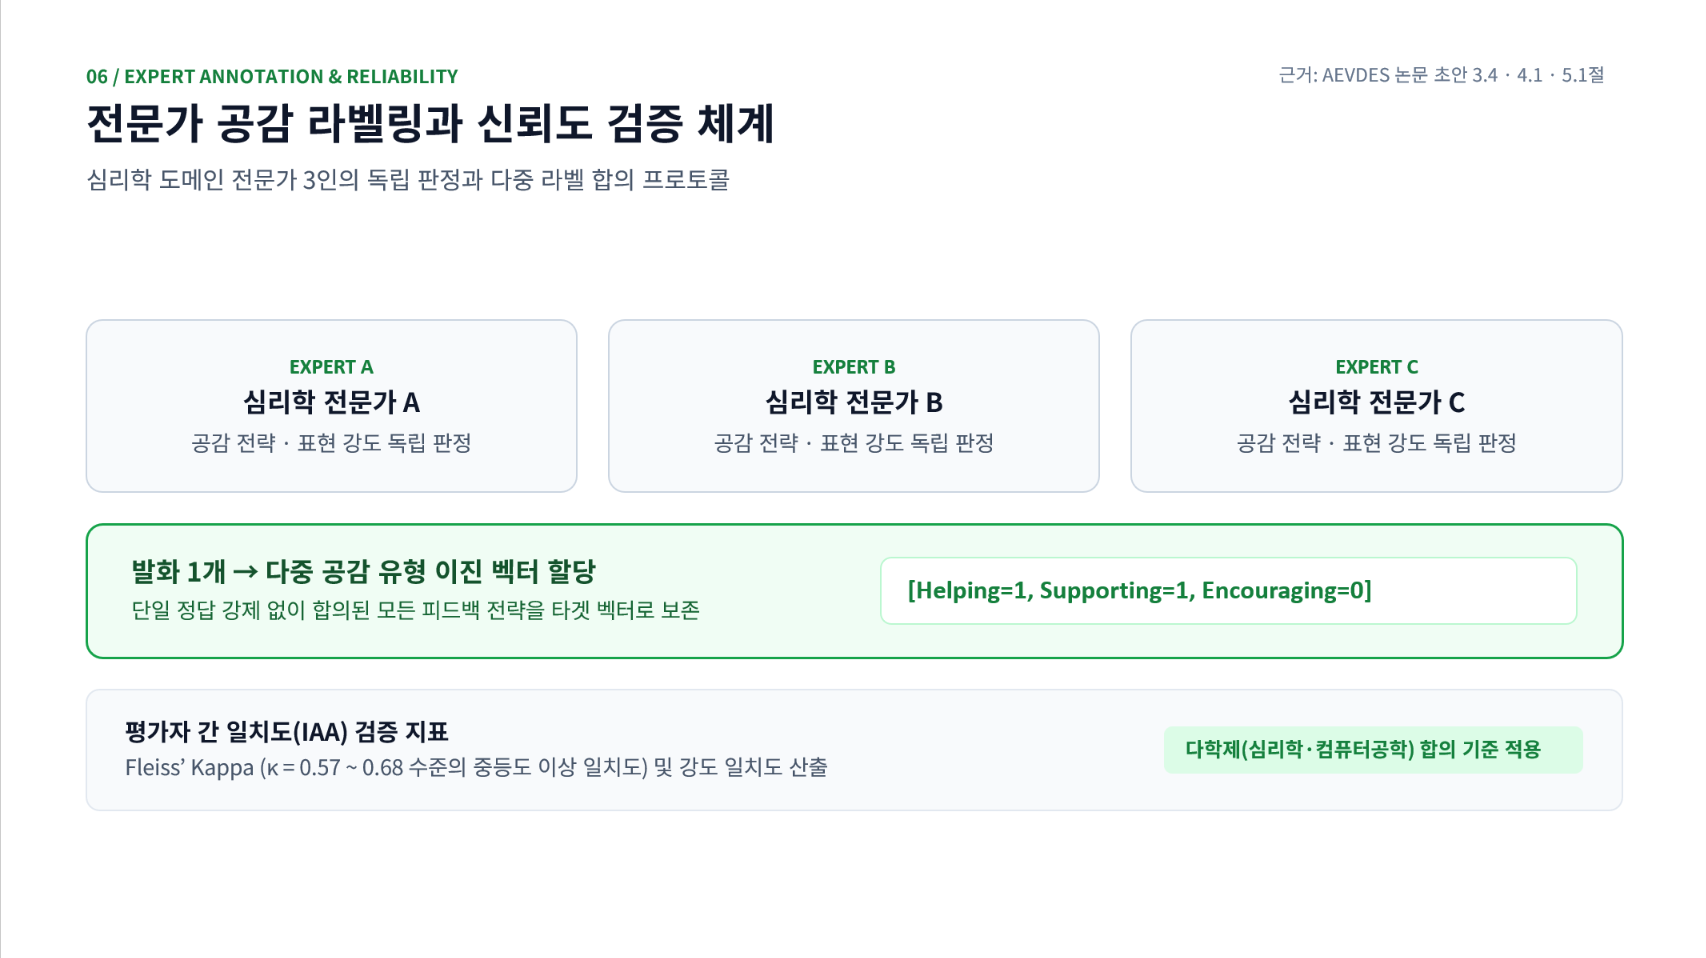 06 / EXPERT ANNOTATION & RELIABILITY
근거: AEVDES 논문 초안 3.4 · 4.1 · 5.1절
전문가 공감 라벨링과 신뢰도 검증 체계
심리학 도메인 전문가 3인의 독립 판정과 다중 라벨 합의 프로토콜
EXPERT A
심리학 전문가 A
공감 전략 · 표현 강도 독립 판정
EXPERT B
심리학 전문가 B
공감 전략 · 표현 강도 독립 판정
EXPERT C
심리학 전문가 C
공감 전략 · 표현 강도 독립 판정
발화 1개 → 다중 공감 유형 이진 벡터 할당
단일 정답 강제 없이 합의된 모든 피드백 전략을 타겟 벡터로 보존
[Helping=1, Supporting=1, Encouraging=0]
평가자 간 일치도(IAA) 검증 지표
Fleiss’ Kappa (κ = 0.57 ~ 0.68 수준의 중등도 이상 일치도) 및 강도 일치도 산출
다학제(심리학·컴퓨터공학) 합의 기준 적용